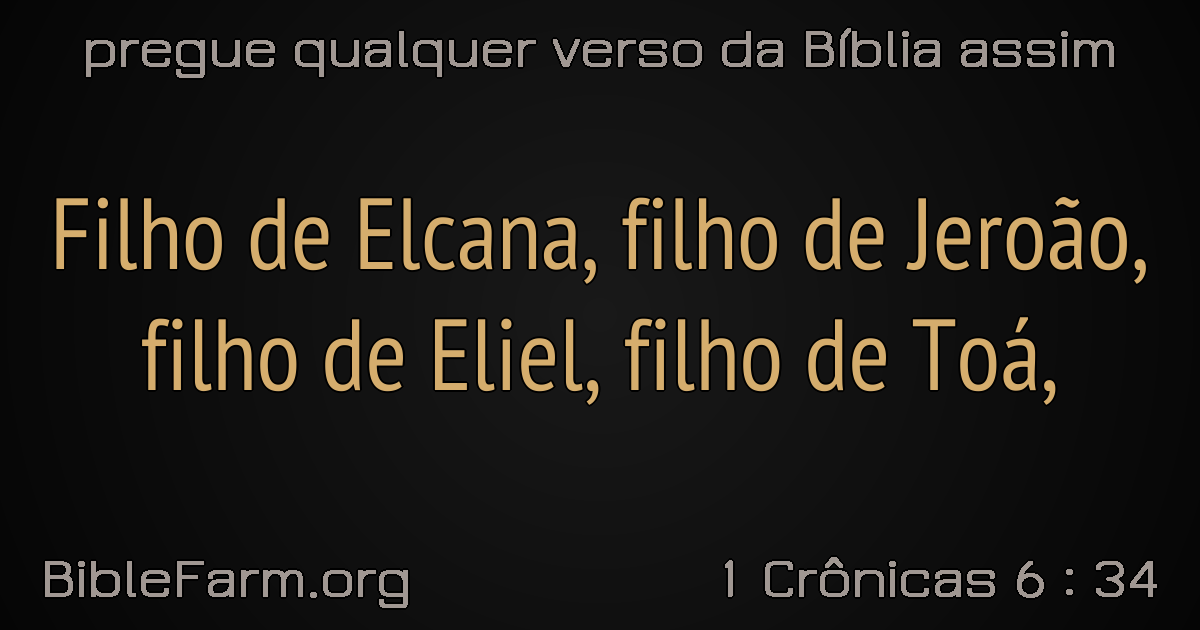 pregue qualquer verso da Bíblia assim
Filho de Elcana, filho de Jeroão,
filho de Eliel, filho de Toá,
BibleFarm.org
1 Crônicas 6 : 34